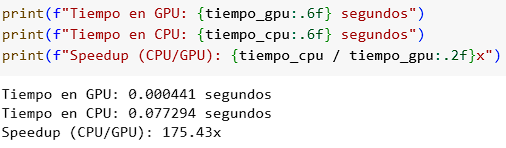 print(f"Tiempo en GPU: {tiempo_gpu:.6f} segundos")
print(f"Tiempo en CPU: {tiempo_cpu:.6f} segundos")
print(f"Speedup (CPU/GPU): {tiempo_cpu / tiempo_gpu:.2f}x")
Tiempo en GPU: 0.000441 segundos
Tiempo en CPU: 0.077294 segundos
Speedup (CPU/GPU): 175.43x